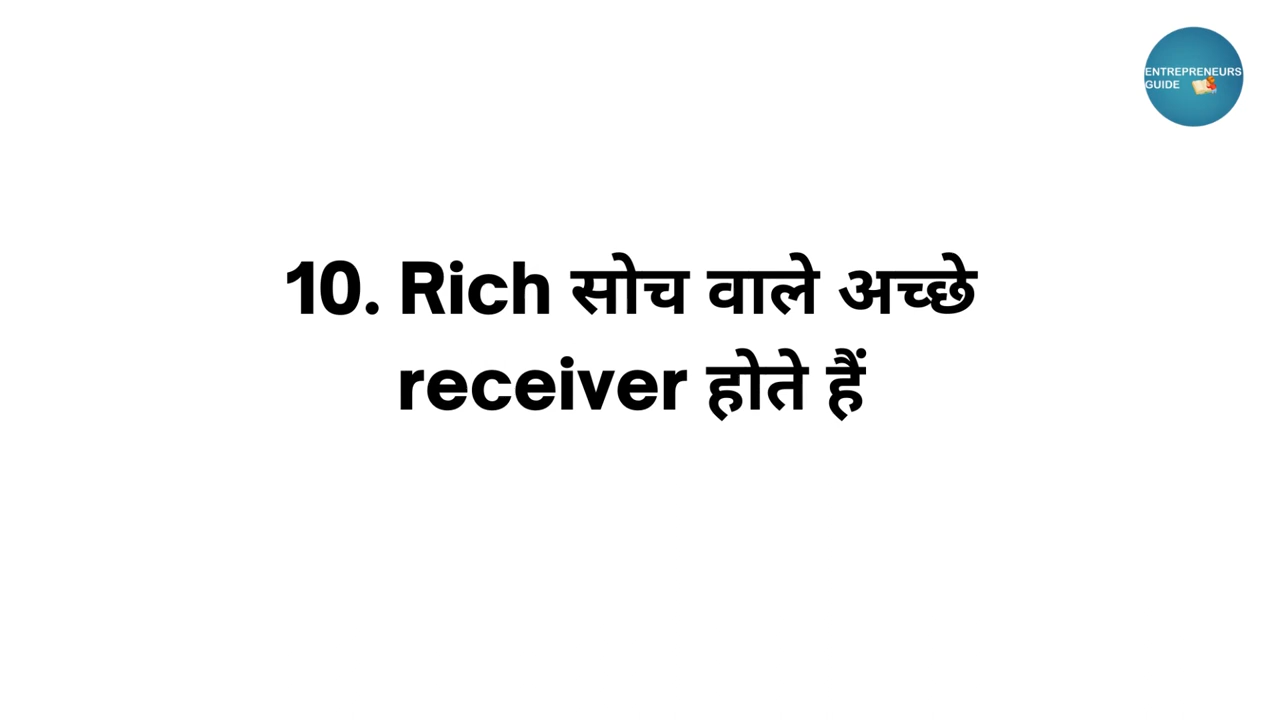 ENTREPRENEURS
GUIDE
10. Rich सोच वाले अच्छे
receiver होते हैं